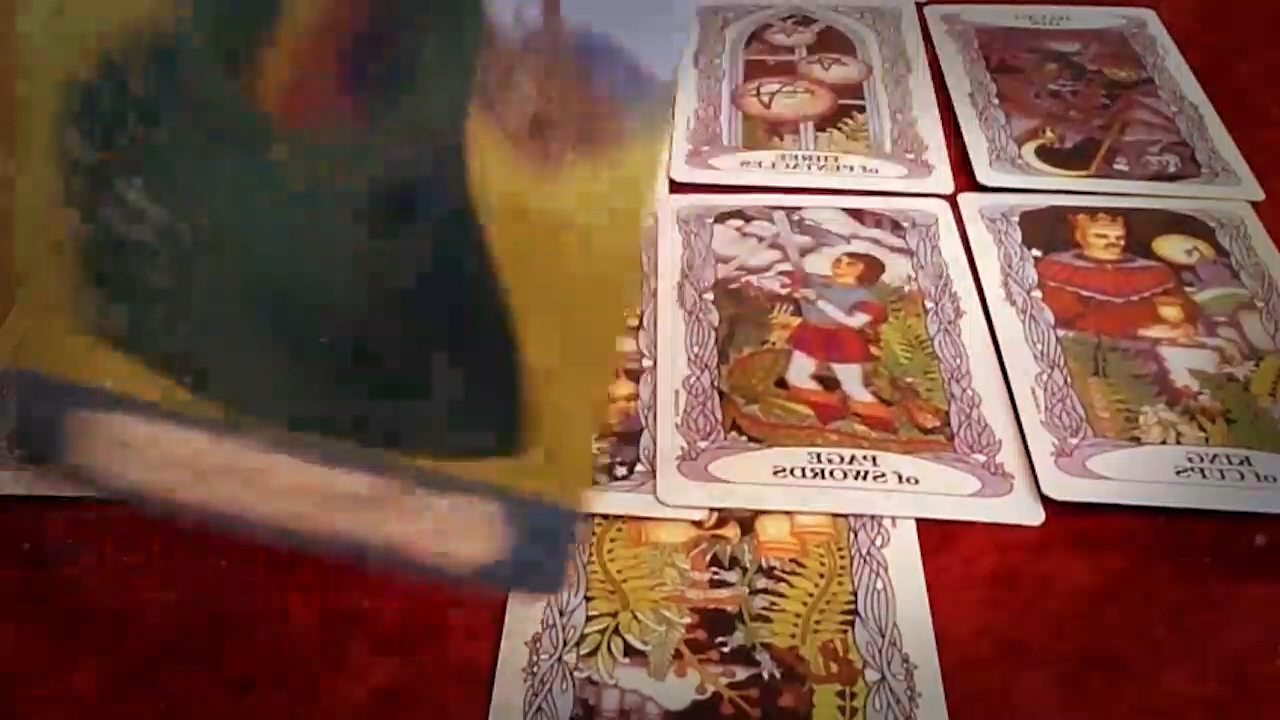 THREE
of PENTACLES
PAGE
of SWORDS
KING
of CUPS